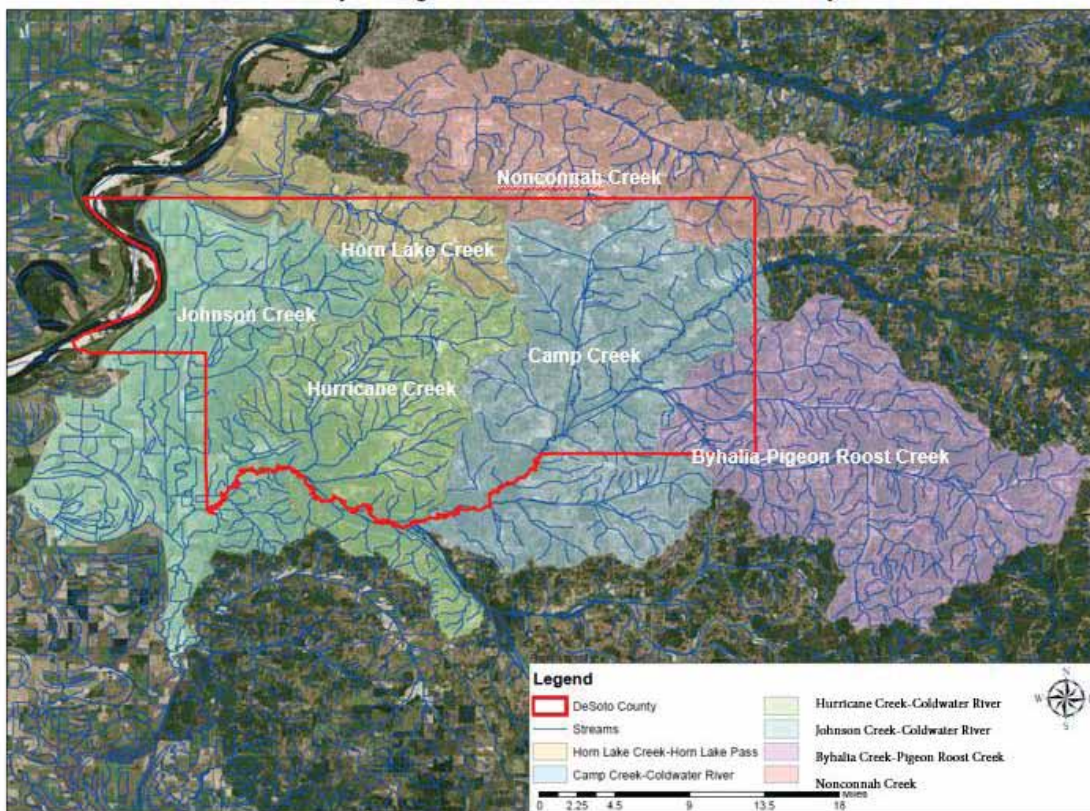 Nonconnah Creek
Horn Lake Creek
Johnson Creek
Camp Creek
Hurricane Creek
Byhalia-Pigeon Roost Creek
Legend
DeSoto County
Streams
Horn Lake Creek-Horn Lake Pass
Camp Creek-Coldwater River
Hurricane Creek-Coldwater River
Johnson Creek-Coldwater River
Byhalia Creek-Pigeon Roost Creek
Nonconnah Creek
N
W
S
Miles
0 2.25 4.5 9 13.5 18